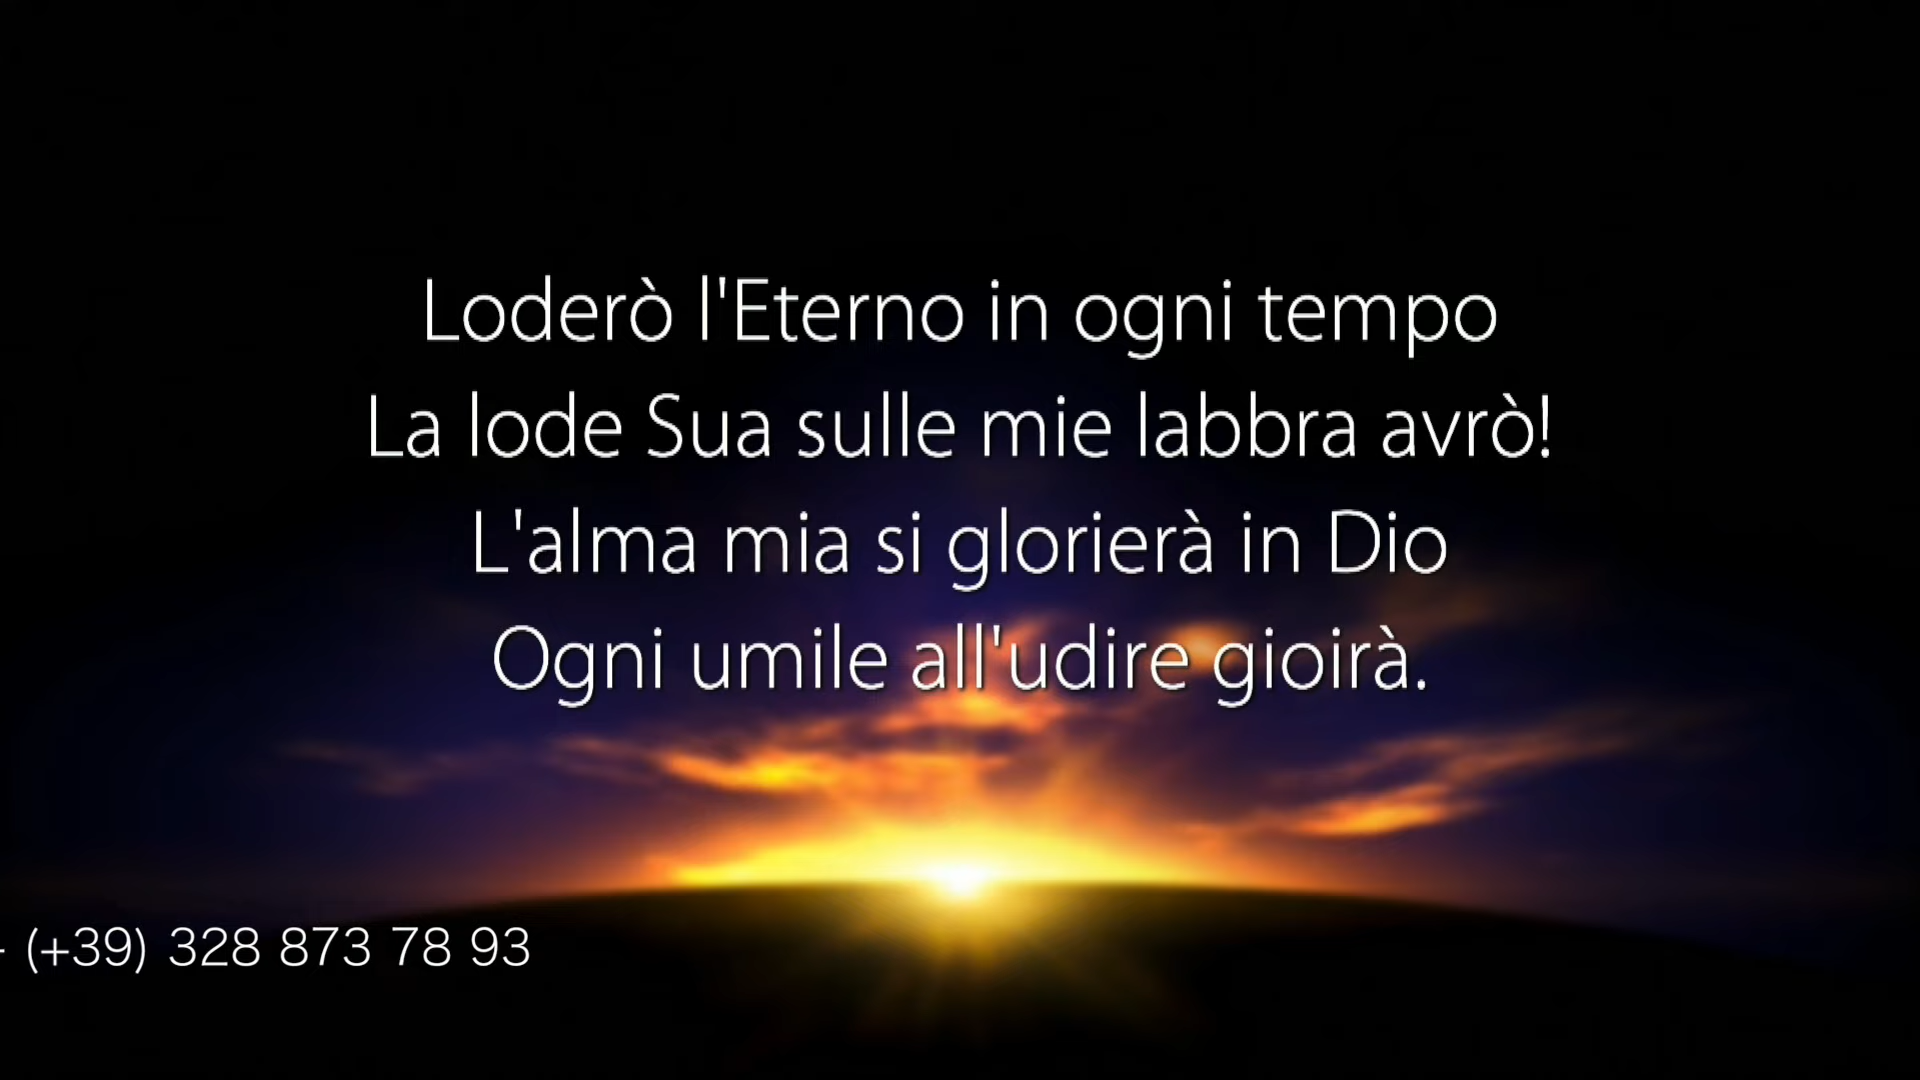 Loderò l'Eterno in ogni tempo
La lode Sua sulle mie labbra avrò!
L'alma mia si glorierà in Dio
Ogni umile all'udire gioirà.
- (+39) 328 873 78 93